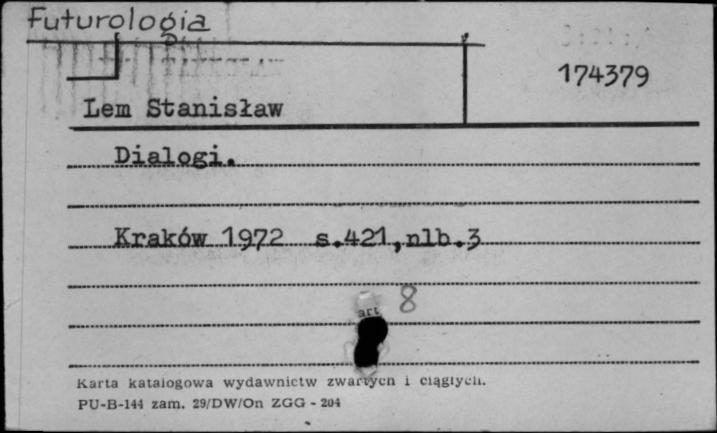 Futurologia
174379
Lem Stanisław
Dialogi.
Kraków 1972 s.421,nlb.3
8
art
Karta katalogowa wydawnictw zwartych i ciągłych.
PU-B-144 zam. 29/DW/On ZGG - 204